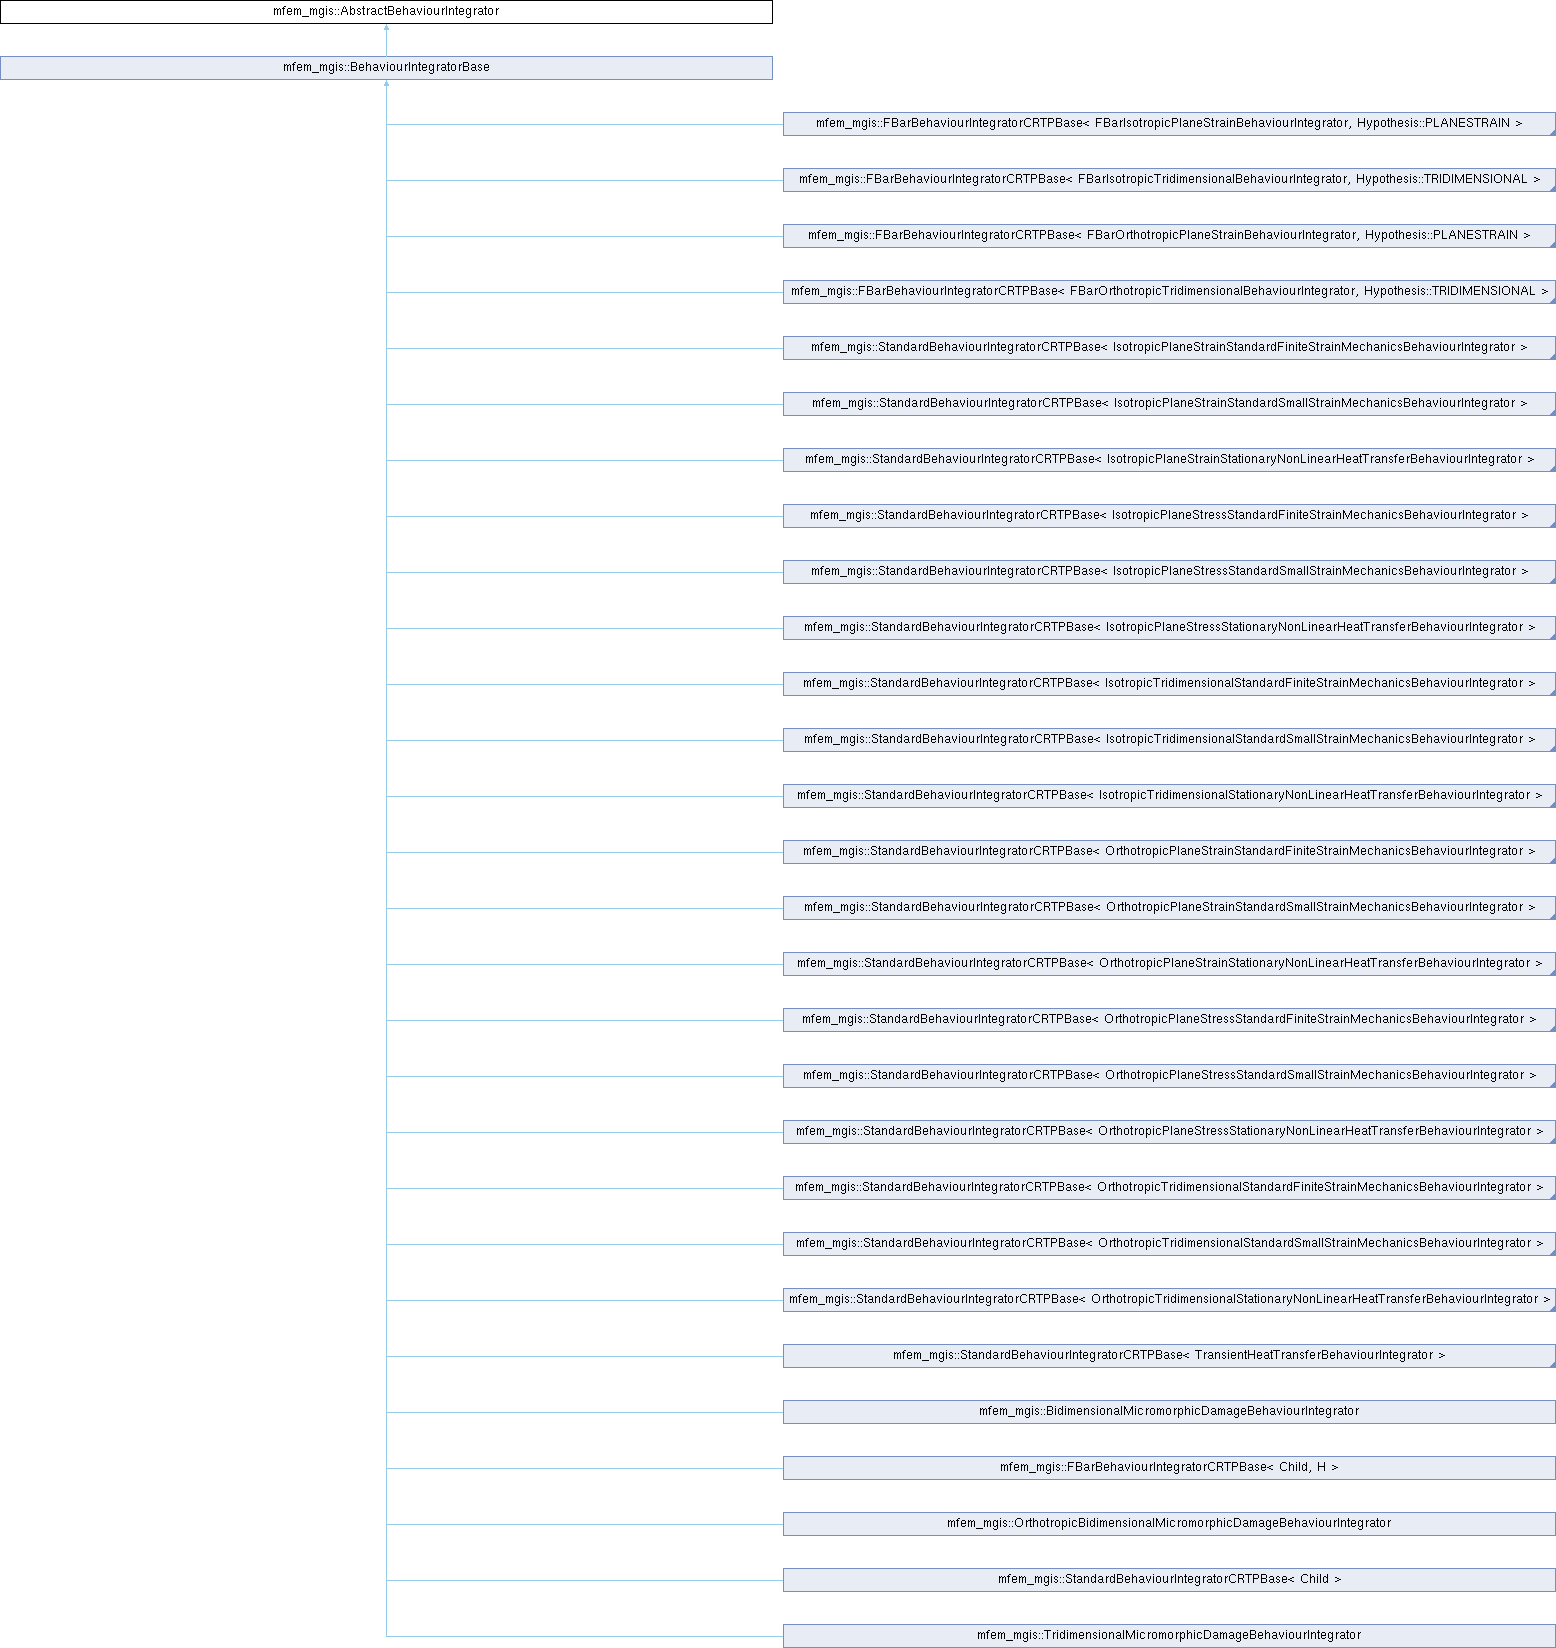 mfem_mgis::AbstractBehaviourIntegrator
mfem_mgis::BehaviourIntegratorBase
mfem_mgis::FBarBehaviourIntegratorCRTPBase< FBarIsotropicPlaneStrainBehaviourIntegrator, Hypothesis::PLANESTRAIN >
mfem_mgis::FBarBehaviourIntegratorCRTPBase< FBarIsotropicTridimensionalBehaviourIntegrator, Hypothesis::TRIDIMENSIONAL >
mfem_mgis::FBarBehaviourIntegratorCRTPBase< FBarOrthotropicPlaneStrainBehaviourIntegrator, Hypothesis::PLANESTRAIN >
mfem_mgis::FBarBehaviourIntegratorCRTPBase< FBarOrthotropicTridimensionalBehaviourIntegrator, Hypothesis::TRIDIMENSIONAL >
mfem_mgis::StandardBehaviourIntegratorCRTPBase< IsotropicPlaneStrainStandardFiniteStrainMechanicsBehaviourIntegrator >
mfem_mgis::StandardBehaviourIntegratorCRTPBase< IsotropicPlaneStrainStandardSmallStrainMechanicsBehaviourIntegrator >
mfem_mgis::StandardBehaviourIntegratorCRTPBase< IsotropicPlaneStrainStationaryNonLinearHeatTransferBehaviourIntegrator >
mfem_mgis::StandardBehaviourIntegratorCRTPBase< IsotropicPlaneStressStandardFiniteStrainMechanicsBehaviourIntegrator >
mfem_mgis::StandardBehaviourIntegratorCRTPBase< IsotropicPlaneStressStandardSmallStrainMechanicsBehaviourIntegrator >
mfem_mgis::StandardBehaviourIntegratorCRTPBase< IsotropicPlaneStressStationaryNonLinearHeatTransferBehaviourIntegrator >
mfem_mgis::StandardBehaviourIntegratorCRTPBase< IsotropicTridimensionalStandardFiniteStrainMechanicsBehaviourIntegrator >
mfem_mgis::StandardBehaviourIntegratorCRTPBase< IsotropicTridimensionalStandardSmallStrainMechanicsBehaviourIntegrator >
mfem_mgis::StandardBehaviourIntegratorCRTPBase< IsotropicTridimensionalStationaryNonLinearHeatTransferBehaviourIntegrator >
mfem_mgis::StandardBehaviourIntegratorCRTPBase< OrthotropicPlaneStrainStandardFiniteStrainMechanicsBehaviourIntegrator >
mfem_mgis::StandardBehaviourIntegratorCRTPBase< OrthotropicPlaneStrainStandardSmallStrainMechanicsBehaviourIntegrator >
mfem_mgis::StandardBehaviourIntegratorCRTPBase< OrthotropicPlaneStrainStationaryNonLinearHeatTransferBehaviourIntegrator >
mfem_mgis::StandardBehaviourIntegratorCRTPBase< OrthotropicPlaneStressStandardFiniteStrainMechanicsBehaviourIntegrator >
mfem_mgis::StandardBehaviourIntegratorCRTPBase< OrthotropicPlaneStressStandardSmallStrainMechanicsBehaviourIntegrator >
mfem_mgis::StandardBehaviourIntegratorCRTPBase< OrthotropicPlaneStressStationaryNonLinearHeatTransferBehaviourIntegrator >
mfem_mgis::StandardBehaviourIntegratorCRTPBase< OrthotropicTridimensionalStandardFiniteStrainMechanicsBehaviourIntegrator >
mfem_mgis::StandardBehaviourIntegratorCRTPBase< OrthotropicTridimensionalStandardSmallStrainMechanicsBehaviourIntegrator >
mfem_mgis::StandardBehaviourIntegratorCRTPBase< OrthotropicTridimensionalStationaryNonLinearHeatTransferBehaviourIntegrator >
mfem_mgis::StandardBehaviourIntegratorCRTPBase< TransientHeatTransferBehaviourIntegrator >
mfem_mgis::BidimensionalMicromorphicDamageBehaviourIntegrator
mfem_mgis::FBarBehaviourIntegratorCRTPBase< Child, H >
mfem_mgis::OrthotropicBidimensionalMicromorphicDamageBehaviourIntegrator
mfem_mgis::StandardBehaviourIntegratorCRTPBase< Child >
mfem_mgis::TridimensionalMicromorphicDamageBehaviourIntegrator